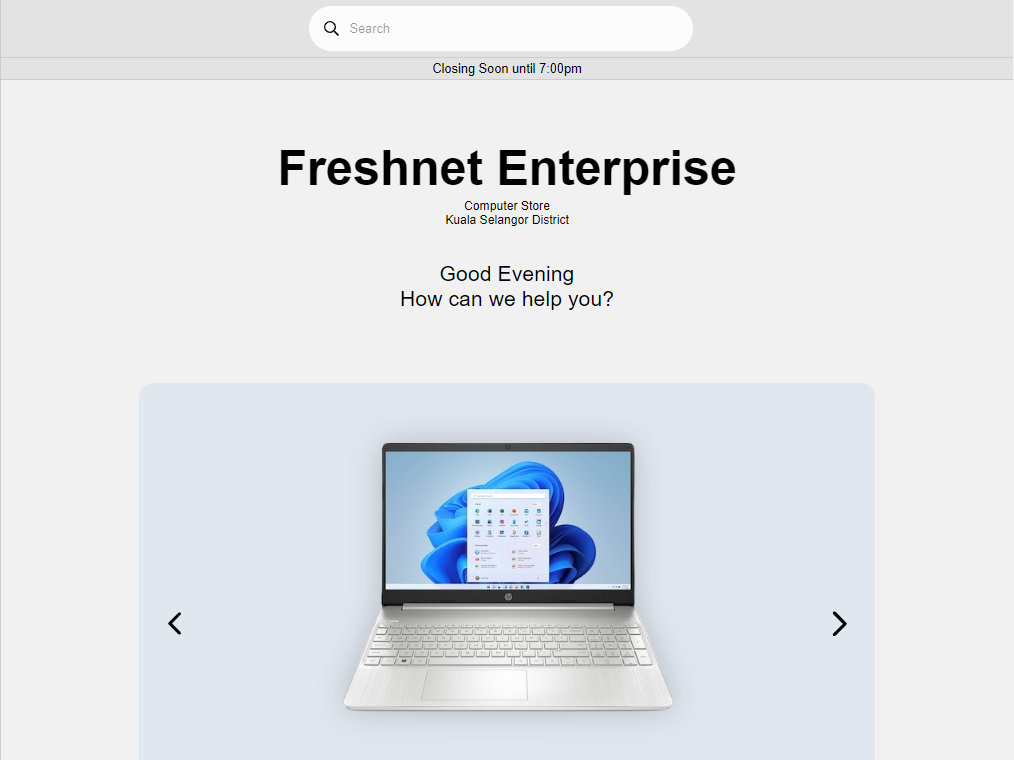 Search
Closing Soon until 7:00pm
Freshnet Enterprise
Computer Store
Kuala Selangor District
Good Evening
How can we help you?
hp